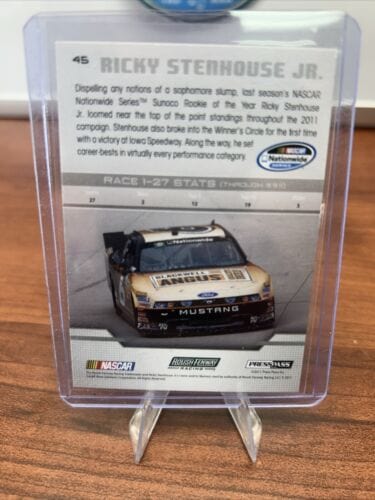 45 RICKY STENHOUSE JR.
Dispelling any notions of a sophomore slump, last season's NASCAR
Nationwide Series™ Sunoco Rookie of the Year Ricky Stenhouse
Jr. loomed near the top of the point standings throughout the 2011
campaign. Stenhouse also broke into the Winner's Circle for the first time
with a victory at Iowa Speedway. Along the way, he set
career-bests in virtually every performance category.
NASCAR
Nationwide
SERIES
RACE 1-27 STATS (THROUGH 9/11)
27 2 12 19 3
Nationwide
BLACKWELL
ANGUS
Ford
MUSTANG
NASCAR
ROUSH FENWAY
RACING
PRESS PASS